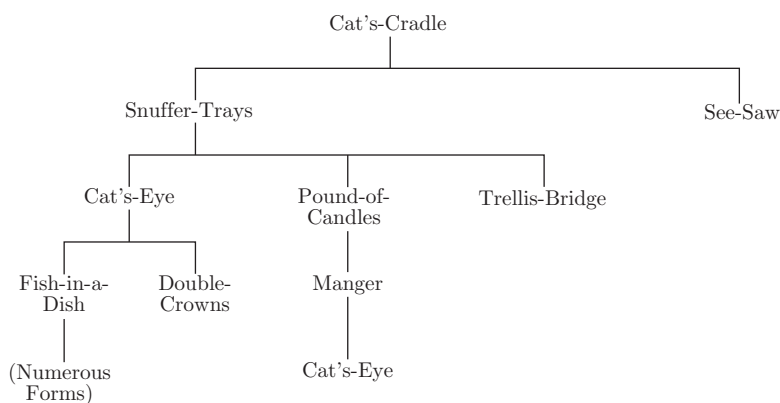 Cat's-Cradle
Snuffer-Trays
See-Saw
Cat's-Eye
Pound-of-
Candles
Trellis-Bridge
Fish-in-a-
Dish
Double-
Crowns
Manger
(Numerous
Forms)
Cat's-Eye